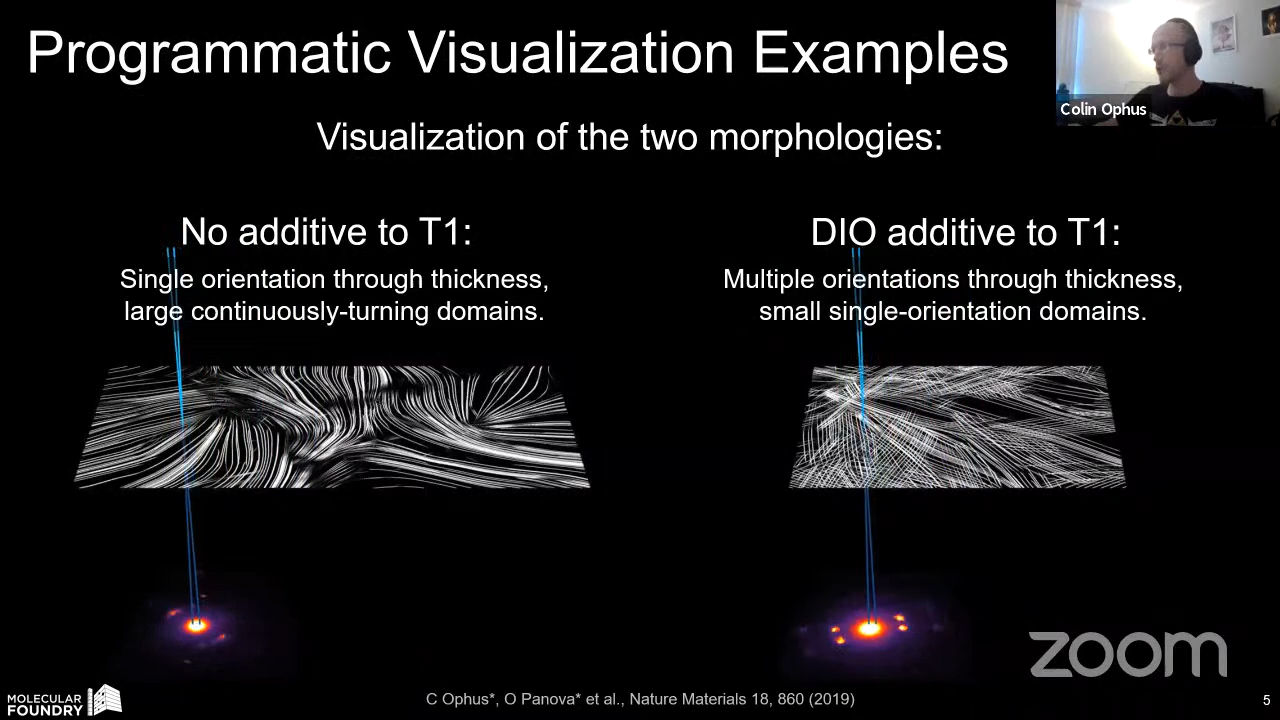 Programmatic Visualization Examples
Colin Ophus
Visualization of the two morphologies:
No additive to T1:
Single orientation through thickness,
large continuously-turning domains.
DIO additive to T1:
Multiple orientations through thickness,
small single-orientation domains.
zoom
MOLECULAR
FOUNDRY
C Ophus*, O Panova* et al., Nature Materials 18, 860 (2019)
5